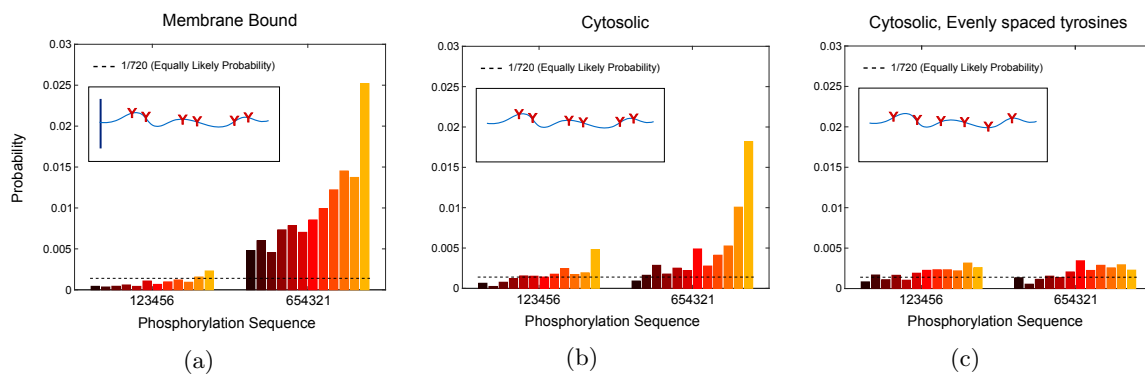 Membrane Bound
0.03
0.025
0.02
0.015
0.01
0.005
0
Probability
1/720 (Equally Likely Probability)
Y Y Y Y Y Y
123456 654321
Phosphorylation Sequence
(a)
Cytosolic
0.03
0.025
0.02
0.015
0.01
0.005
0
1/720 (Equally Likely Probability)
Y Y Y Y Y Y
123456 654321
Phosphorylation Sequence
(b)
Cytosolic, Evenly spaced tyrosines
0.03
0.025
0.02
0.015
0.01
0.005
0
1/720 (Equally Likely Probability)
Y Y Y Y Y Y
123456 654321
Phosphorylation Sequence
(c)